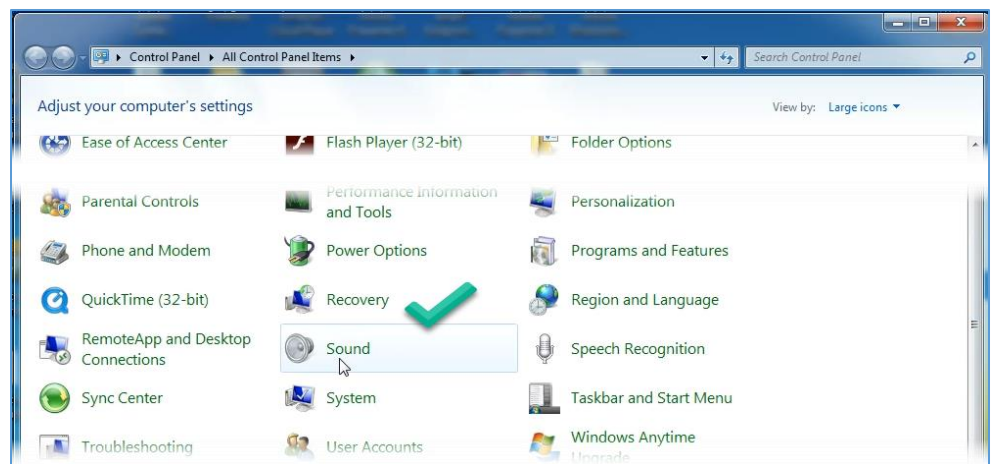 Control Panel ▸ All Control Panel Items ▸
Search Control Panel
Adjust your computer's settings
View by: Large icons
Ease of Access Center
Flash Player (32-bit)
Folder Options
Parental Controls
Performance Information
and Tools
Personalization
Phone and Modem
Power Options
Programs and Features
QuickTime (32-bit)
Recovery
Region and Language
RemoteApp and Desktop
Connections
Sound
Speech Recognition
Sync Center
System
Taskbar and Start Menu
Troubleshooting
User Accounts
Windows Anytime
Upgrade